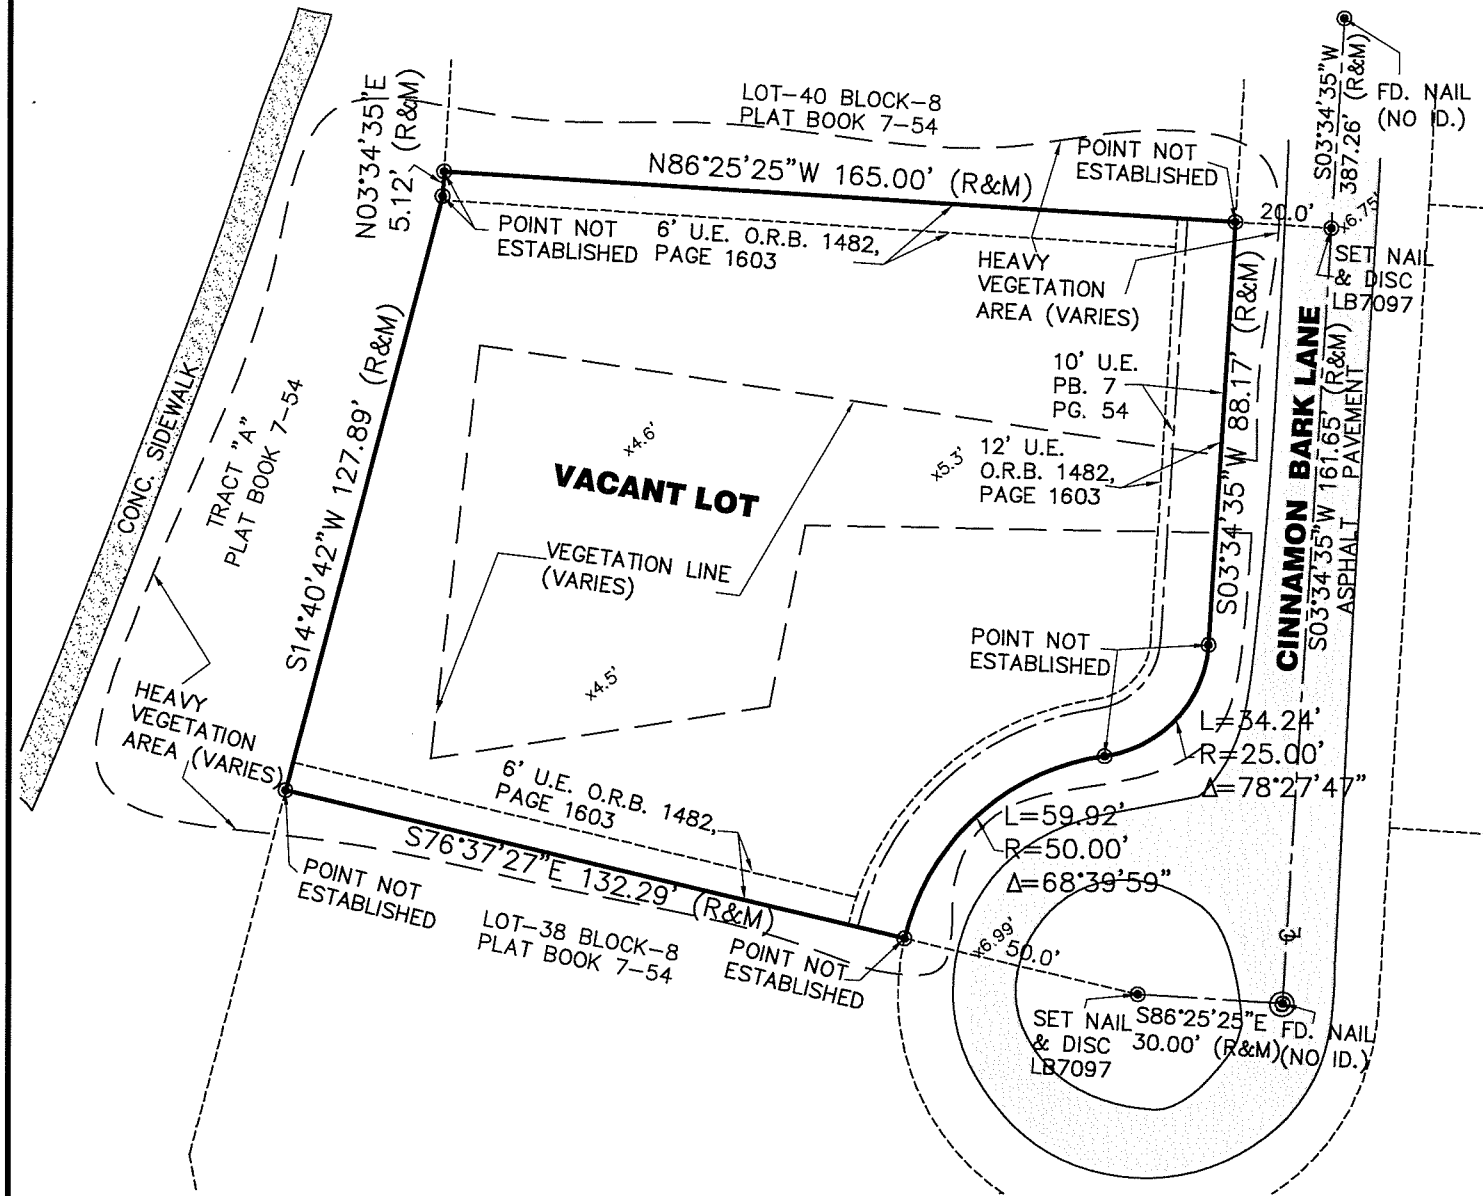 LOT-40 BLOCK-8
PLAT BOOK 7-54
N03°34'35"E
5.12' (R&M)
N86°25'25"W 165.00' (R&M)
POINT NOT
ESTABLISHED
S03°34'35"W
387.26' (R&M)
FD. NAIL
(NO ID.)
20.0'
x6.75'
SET NAIL
& DISC
LB7097
POINT NOT
ESTABLISHED
6' U.E. O.R.B. 1482,
PAGE 1603
HEAVY
VEGETATION
AREA (VARIES)
CONC. SIDEWALK
TRACT "A"
PLAT BOOK 7-54
S14°40'42"W 127.89' (R&M)
10' U.E.
PB. 7
PG. 54
12' U.E.
O.R.B. 1482,
PAGE 1603
S03°34'35"W 88.17' (R&M)
CINNAMON BARK LANE
S03°34'35"W 161.65' (R&M)
ASPHALT PAVEMENT
x4.6'
x5.3'
VACANT LOT
VEGETATION LINE
(VARIES)
x4.5'
POINT NOT
ESTABLISHED
HEAVY
VEGETATION
AREA (VARIES)
L=34.24'
R=25.00'
Δ=78°27'47"
6' U.E. O.R.B. 1482,
PAGE 1603
L=59.92'
R=50.00'
Δ=68°39'59"
S76°37'27"E 132.29' (R&M)
POINT NOT
ESTABLISHED
LOT-38 BLOCK-8
PLAT BOOK 7-54
POINT NOT
ESTABLISHED
x6.99'
50.0'
℄
SET NAIL
& DISC
LB7097
S86°25'25"E
30.00' (R&M)
FD. NAIL
(NO ID.)